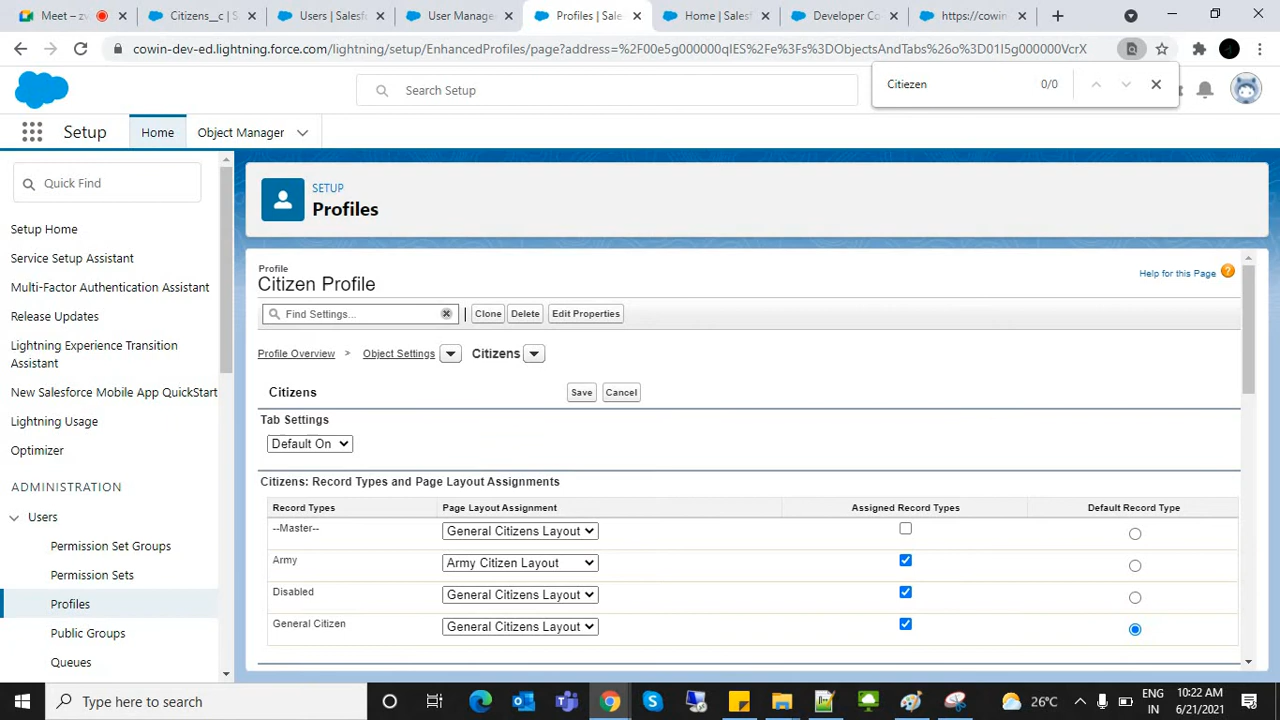 Meet – zv
Citizens__c | S
Users | Salesf
User Manage
Profiles | Sale
Home | Salesf
Developer Co
https://cowin
cowin-dev-ed.lightning.force.com/lightning/setup/EnhancedProfiles/page?address=%2F00e5g000000qIES%2Fe%3Fs%3DObjectsAndTabs%26o%3D01I5g000000VcrX
Citiezen 0/0
Search Setup
Setup Home Object Manager
Quick Find
Setup Home
Service Setup Assistant
Multi-Factor Authentication Assistant
Release Updates
Lightning Experience Transition
Assistant
New Salesforce Mobile App QuickStart
Lightning Usage
Optimizer
ADMINISTRATION
Users
Permission Set Groups
Permission Sets
Profiles
Public Groups
Queues
SETUP
Profiles
Profile
Citizen Profile
Help for this Page ?
Find Settings... | Clone Delete Edit Properties
Profile Overview > Object Settings Citizens
Citizens Save Cancel
Tab Settings
Default On
Citizens: Record Types and Page Layout Assignments
Record Types Page Layout Assignment Assigned Record Types Default Record Type
--Master-- General Citizens Layout
Army Army Citizen Layout
Disabled General Citizens Layout
General Citizen General Citizens Layout
Type here to search
26°C
ENG
IN
10:22 AM
6/21/2021